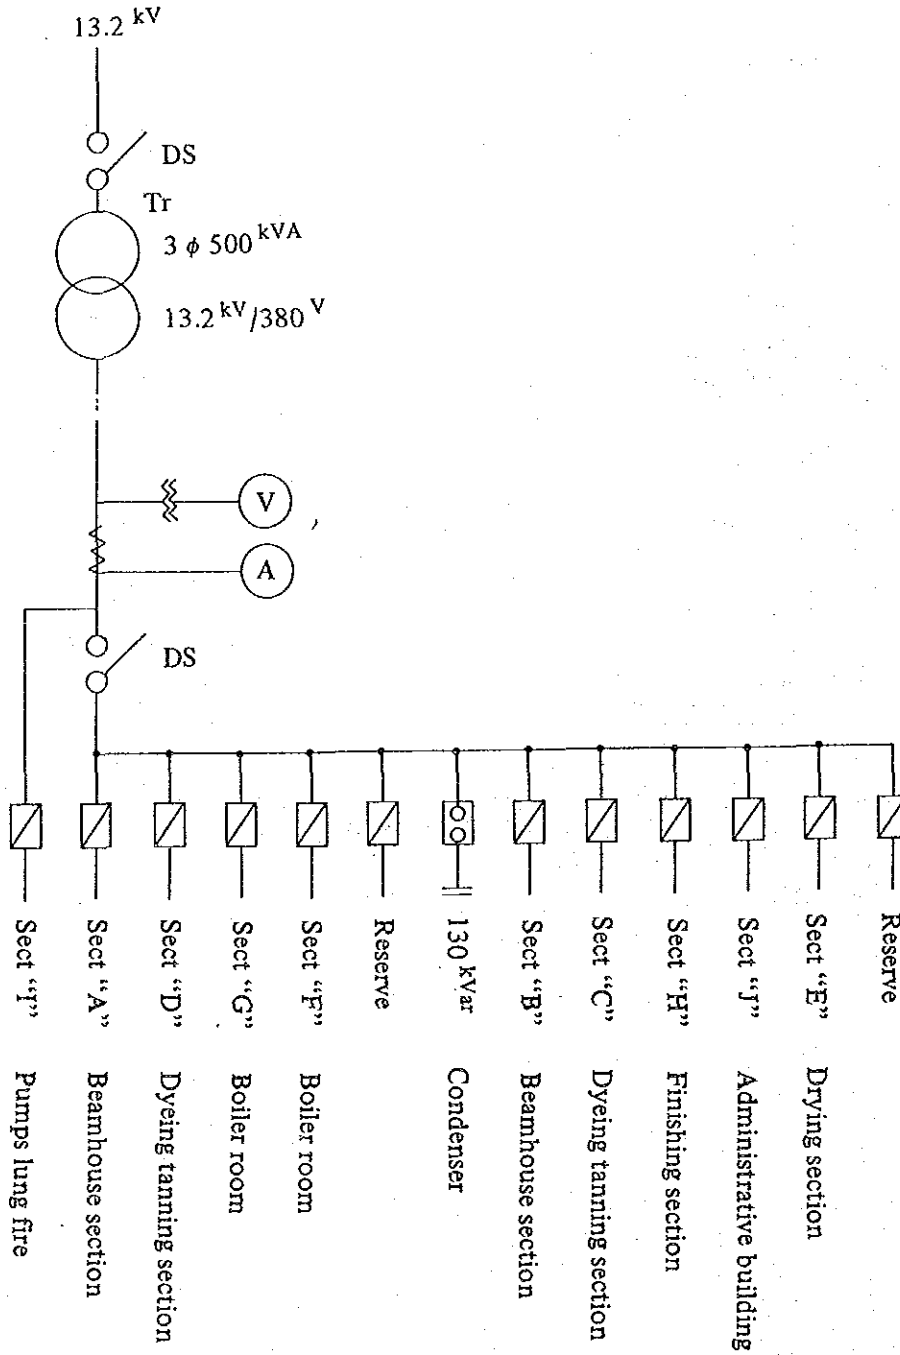 13.2 kV
DS
Tr
3 φ 500 kVA
13.2 kV/380 V
V
A
DS
Sect "I" Pumps lung fire
Sect "A" Beamhouse section
Sect "D" Dyeing tanning section
Sect "G" Boiler room
Sect "F" Boiler room
Reserve
130 kVar Condenser
Sect "B" Beamhouse section
Sect "C" Dyeing tanning section
Sect "H" Finishing section
Sect "J" Administrative building
Sect "E" Drying section
Reserve